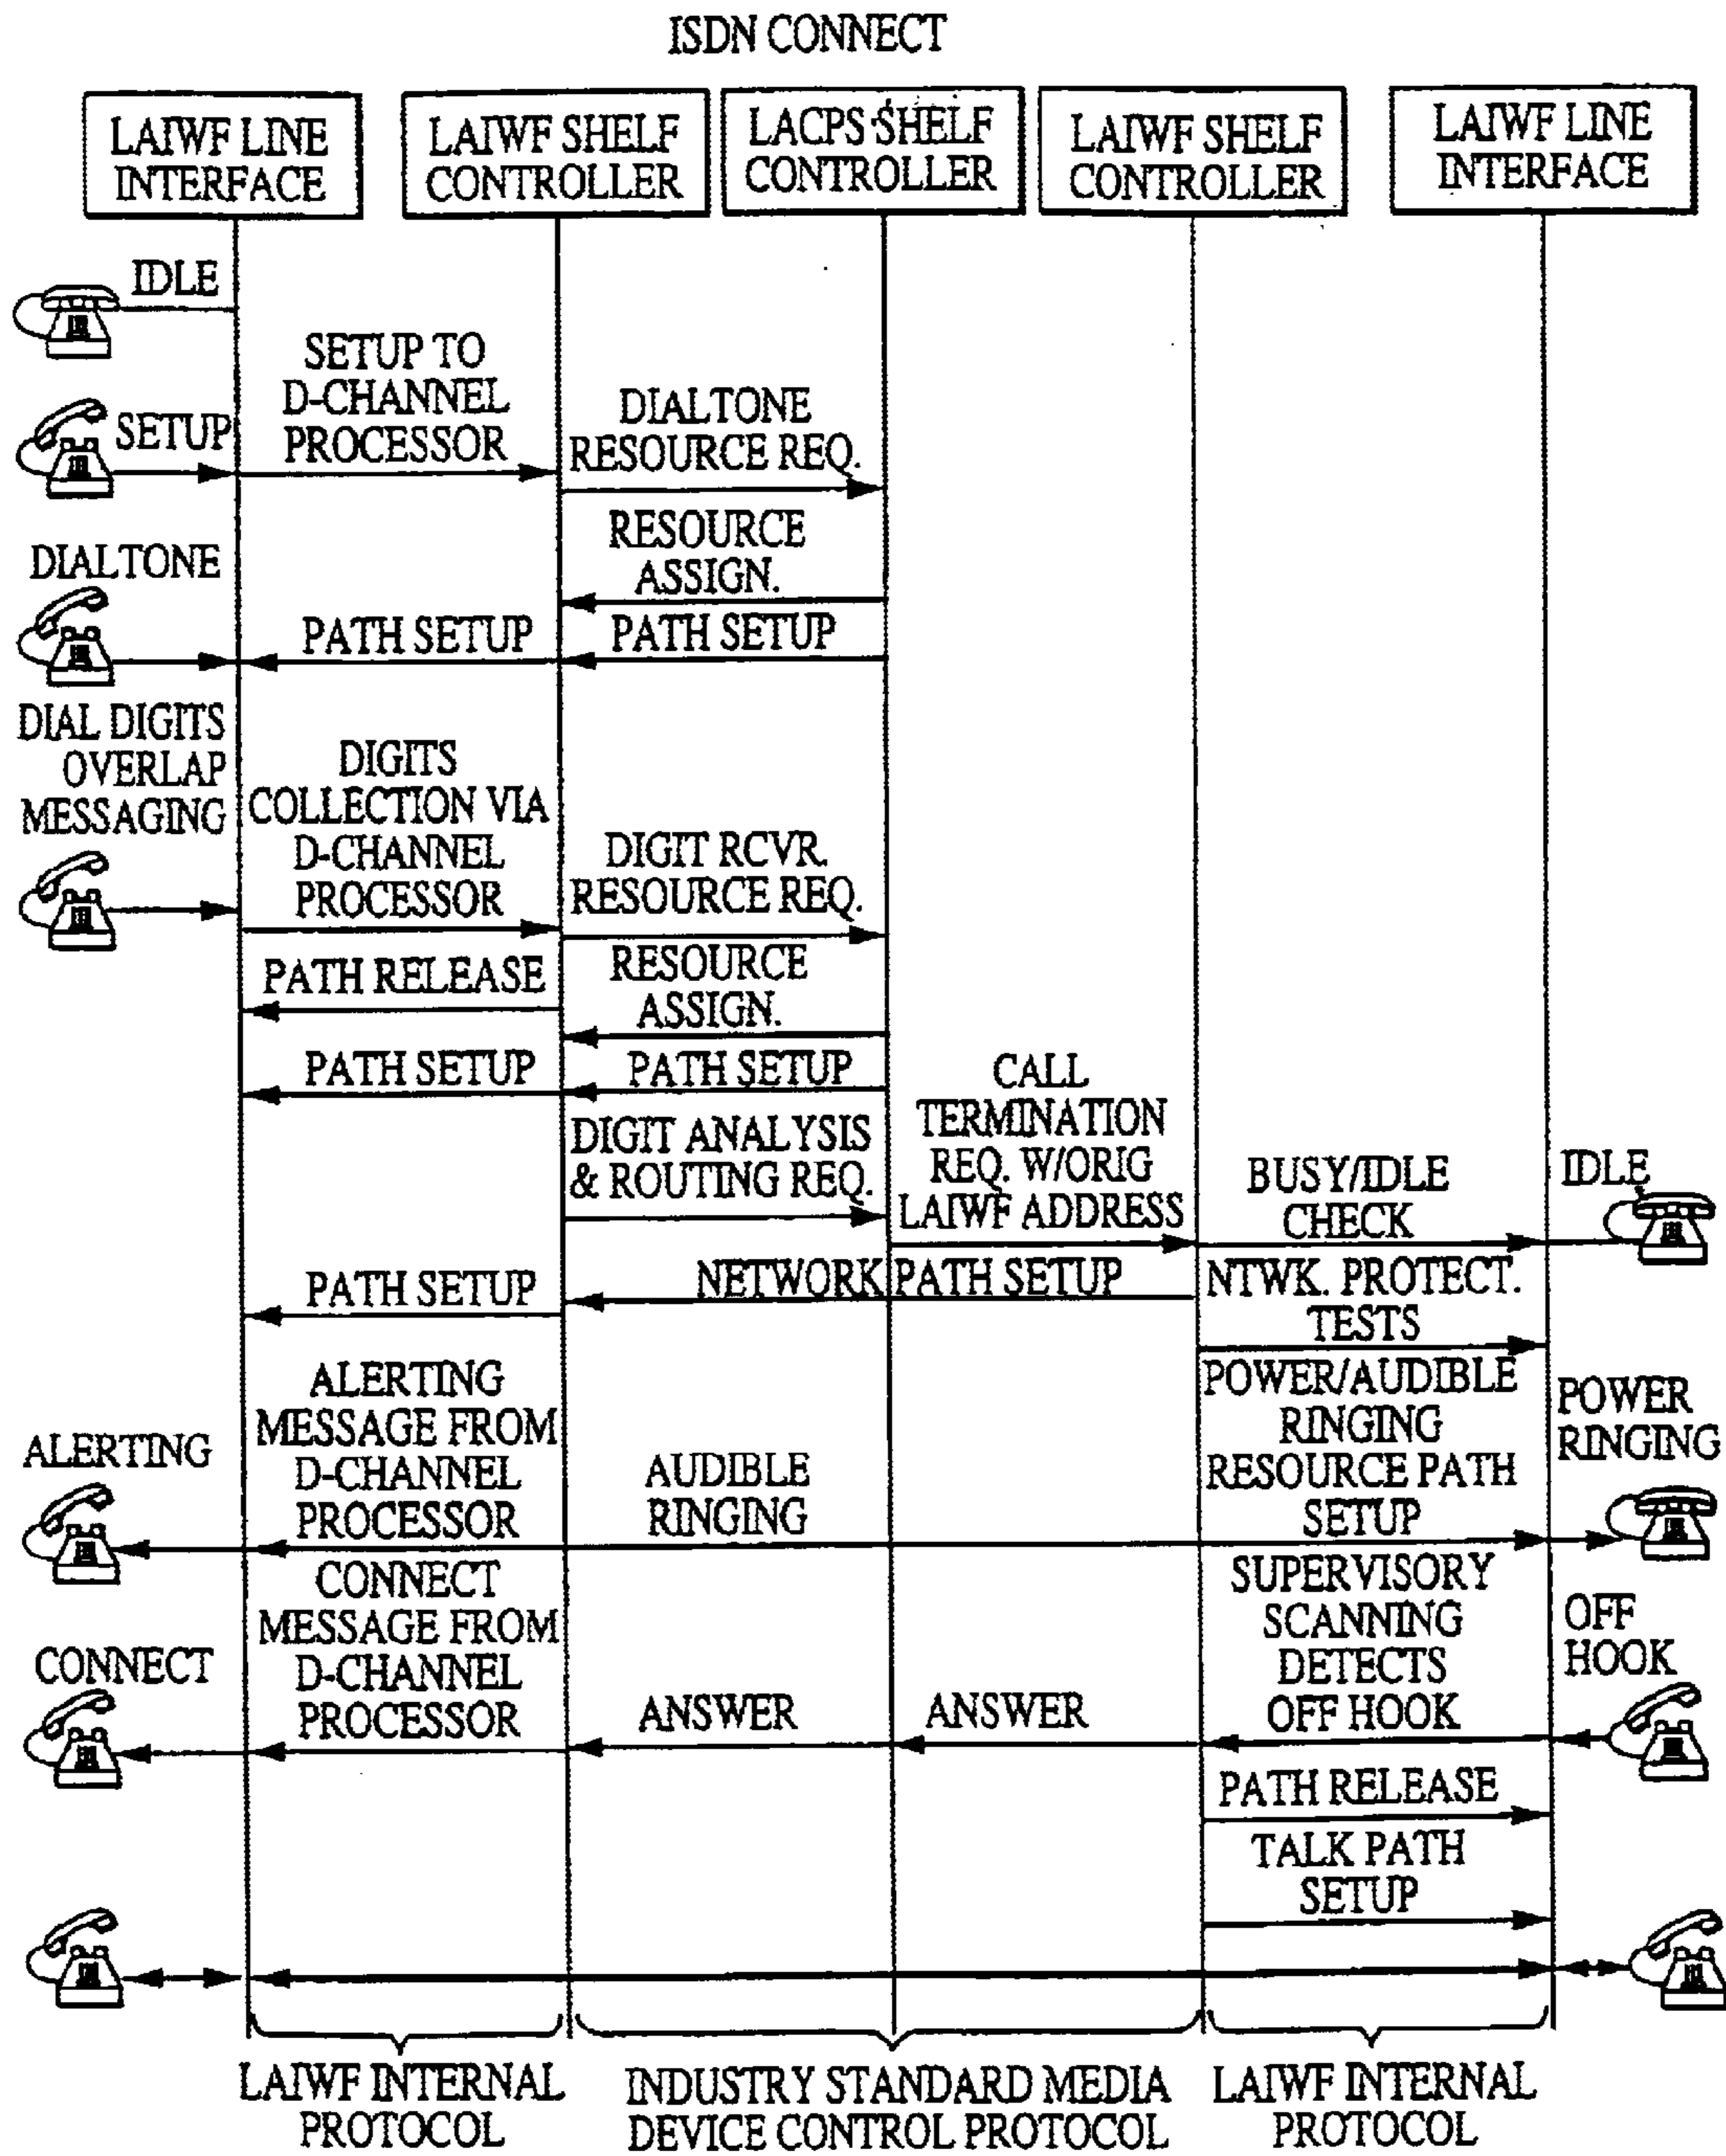 ISDN CONNECT
LAIWF LINE
INTERFACE
LAIWF SHELF
CONTROLLER
LACPS SHELF
CONTROLLER
LAIWF SHELF
CONTROLLER
LAIWF LINE
INTERFACE
IDLE
SETUP
SETUP TO
D-CHANNEL
PROCESSOR
DIALTONE
RESOURCE REQ.
RESOURCE
ASSIGN.
DIALTONE
PATH SETUP
PATH SETUP
DIAL DIGITS
OVERLAP
MESSAGING
DIGITS
COLLECTION VIA
D-CHANNEL
PROCESSOR
DIGIT RCVR.
RESOURCE REQ.
PATH RELEASE
RESOURCE
ASSIGN.
PATH SETUP
PATH SETUP
DIGIT ANALYSIS
& ROUTING REQ.
CALL
TERMINATION
REQ. W/ORIG
LAIWF ADDRESS
BUSY/IDLE
CHECK
IDLE
PATH SETUP
NETWORK PATH SETUP
NTWK. PROTECT.
TESTS
ALERTING
ALERTING
MESSAGE FROM
D-CHANNEL
PROCESSOR
AUDIBLE
RINGING
POWER/AUDIBLE
RINGING
RESOURCE PATH
SETUP
POWER
RINGING
CONNECT
CONNECT
MESSAGE FROM
D-CHANNEL
PROCESSOR
ANSWER
ANSWER
SUPERVISORY
SCANNING
DETECTS
OFF HOOK
OFF
HOOK
PATH RELEASE
TALK PATH
SETUP
LAIWF INTERNAL
PROTOCOL
INDUSTRY STANDARD MEDIA
DEVICE CONTROL PROTOCOL
LAIWF INTERNAL
PROTOCOL